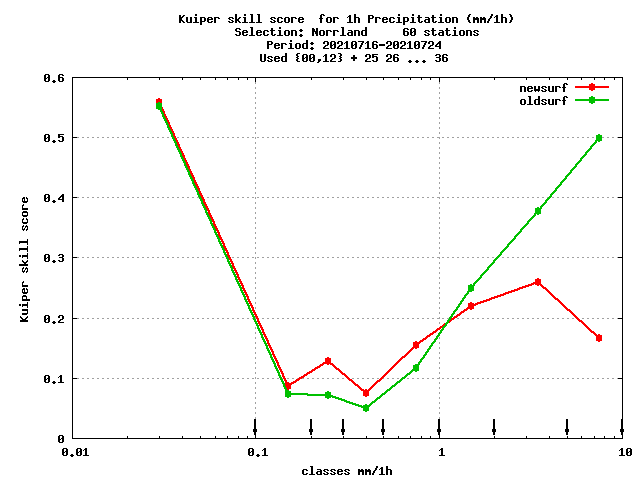 Kuiper skill score  for 1h Precipitation (mm/1h)
Selection: Norrland     60 stations
Period: 20210716-20210724
Used {00,12} + 25 26 ... 36
newsurf
oldsurf
0.6
0.5
0.4
0.3
0.2
0.1
0
Kuiper skill score
0.01
0.1
1
10
classes mm/1h